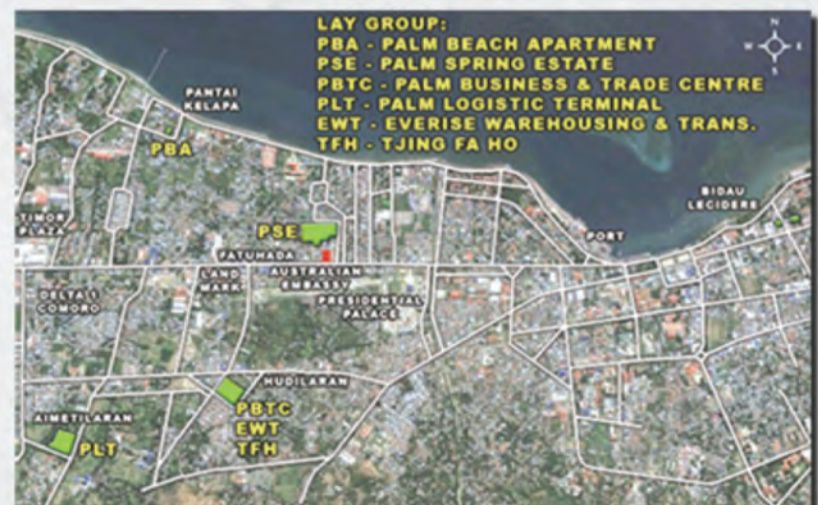 LAY GROUP:
PBA - PALM BEACH APARTMENT
PSE - PALM SPRING ESTATE
PBTC - PALM BUSINESS & TRADE CENTRE
PLT - PALM LOGISTIC TERMINAL
EWT - EVERISE WAREHOUSING & TRANS.
TFH - TJING FA HO
N
W
E
S
PANTAI
KELAPA
PBA
BIDAU
LECIDERE
TIMOR
PLAZA
PSE
PORT
FATUHADA
LAND
MARK
AUSTRALIAN
EMBASSY
DELTA 1
COMORO
PRESIDENTIAL
PALACE
HUDILARAN
PBTC
EWT
TFH
AIMETILARAN
PLT